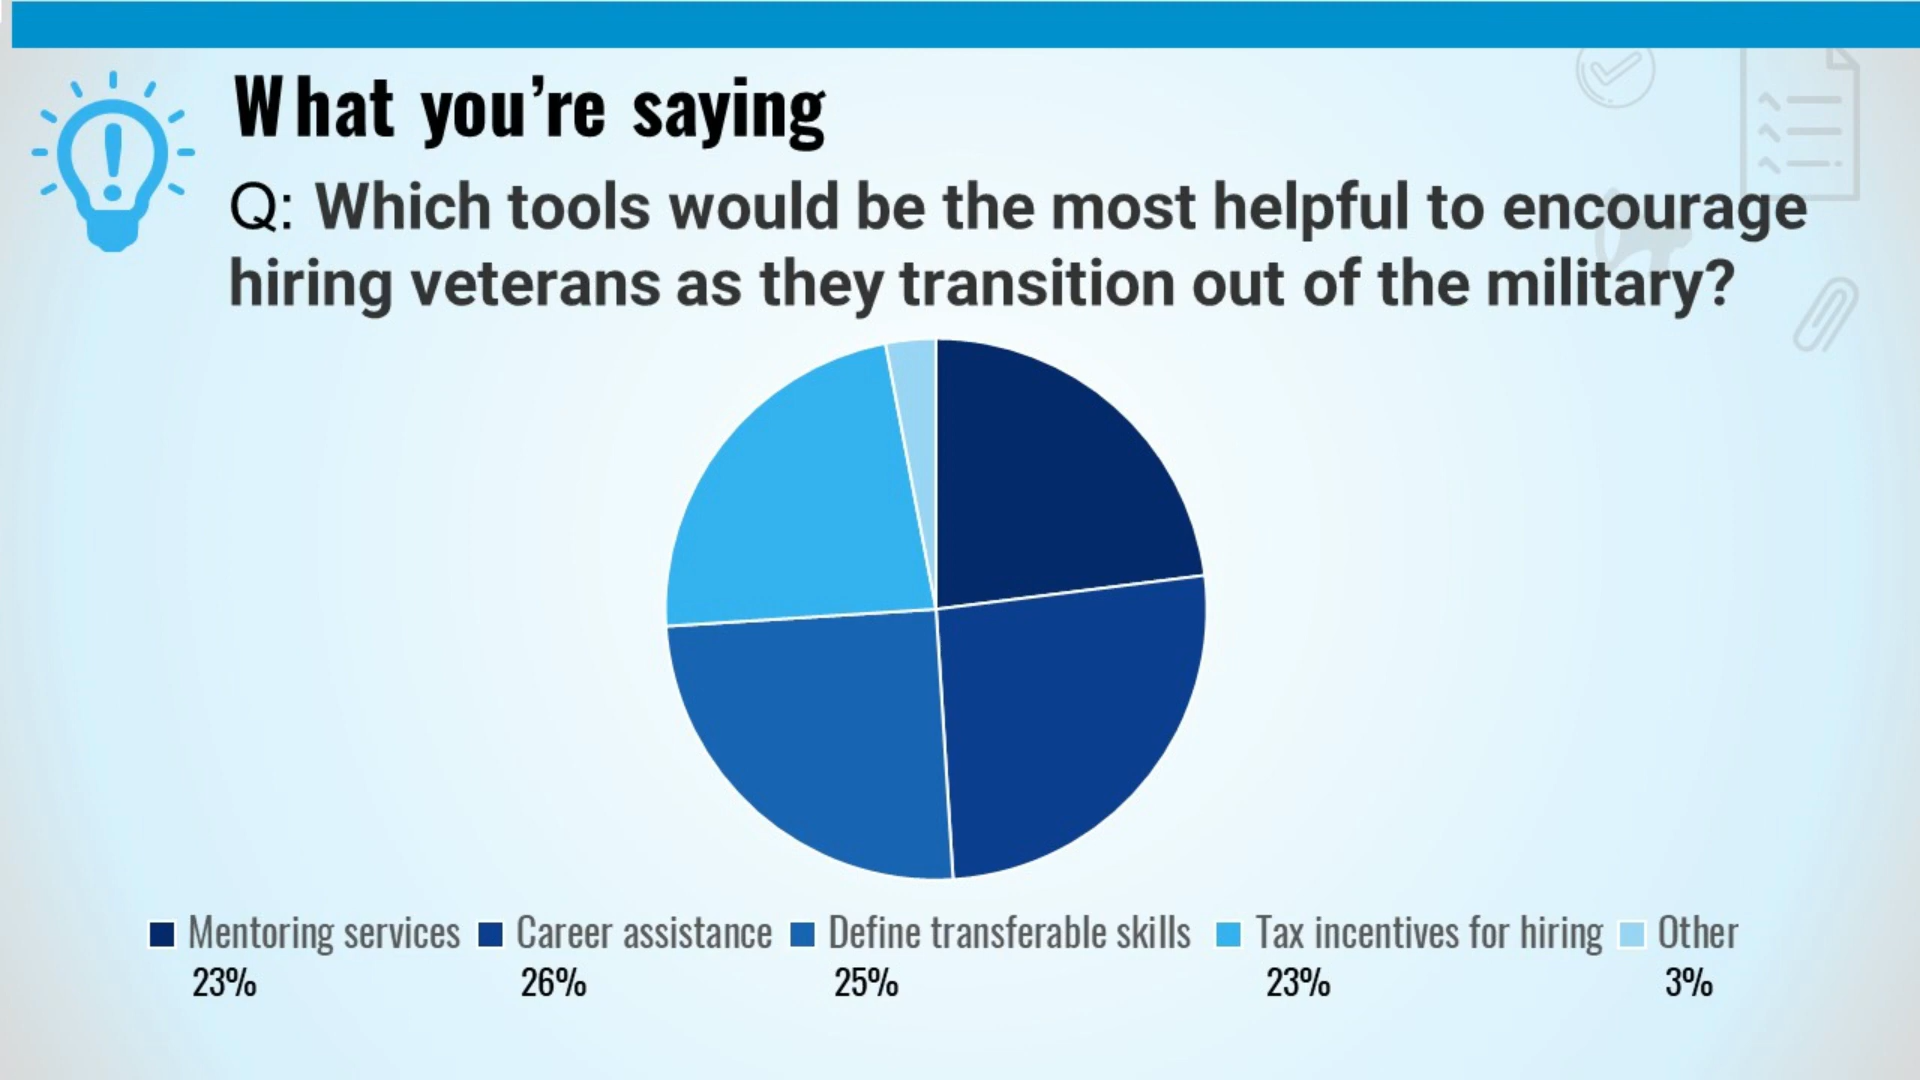 What you're saying
Q: Which tools would be the most helpful to encourage
hiring veterans as they transition out of the military?
Mentoring services Career assistance Define transferable skills Tax incentives for hiring Other
23% 26% 25% 23% 3%